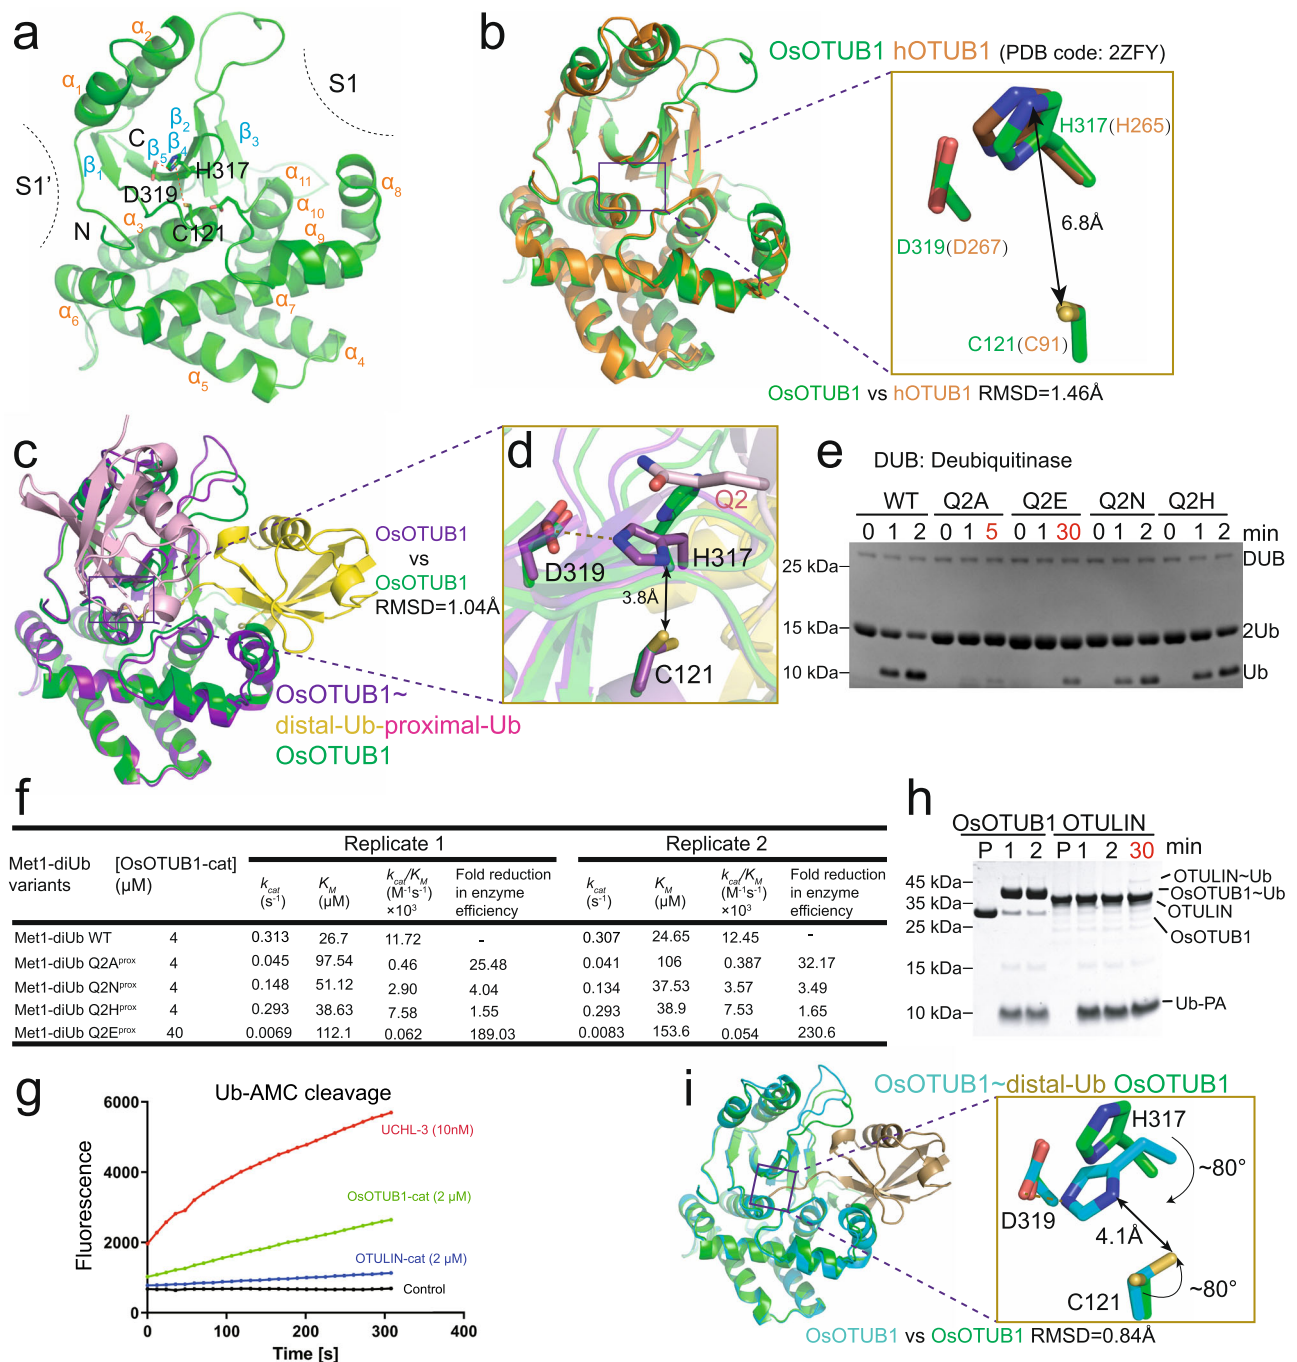 a
α2
α1
S1
β2
β3
C
β5
β4
β1
H317
S1'
D319
α11
α8
α3
α10
N
C121
α9
α6
α7
α4
α5
b
OsOTUB1 hOTUB1 (PDB code: 2ZFY)
H317(H265)
6.8Å
D319(D267)
C121(C91)
OsOTUB1 vs hOTUB1 RMSD=1.46Å
c
OsOTUB1
vs
OsOTUB1
RMSD=1.04Å
OsOTUB1~
distal-Ub-proximal-Ub
OsOTUB1
d
Q2
D319
H317
3.8Å
C121
e
DUB: Deubiquitinase
WT Q2A Q2E Q2N Q2H
0 1 2 0 1 5 0 1 30 0 1 2 0 1 2 min
DUB
25 kDa
15 kDa
2Ub
10 kDa
Ub
f
Replicate 1 Replicate 2
Met1-diUb variants [OsOTUB1-cat] (µM) kcat (s-1) KM (µM) kcat/KM (M-1s-1) ×10³ Fold reduction in enzyme efficiency kcat (s-1) KM (µM) kcat/KM (M-1s-1) ×10³ Fold reduction in enzyme efficiency
Met1-diUb WT 4 0.313 26.7 11.72 - 0.307 24.65 12.45 -
Met1-diUb Q2Aprox 4 0.045 97.54 0.46 25.48 0.041 106 0.387 32.17
Met1-diUb Q2Nprox 4 0.148 51.12 2.90 4.04 0.134 37.53 3.57 3.49
Met1-diUb Q2Hprox 4 0.293 38.63 7.58 1.55 0.293 38.9 7.53 1.65
Met1-diUb Q2Eprox 40 0.0069 112.1 0.062 189.03 0.0083 153.6 0.054 230.6
g
Ub-AMC cleavage
Fluorescence
6000
4000
2000
0
UCHL-3 (10nM)
OsOTUB1-cat (2 µM)
OTULIN-cat (2 µM)
Control
0 100 200 300 400
Time [s]
h
OsOTUB1 OTULIN
P 1 2 P 1 2 30 min
45 kDa
35 kDa
25 kDa
15 kDa
10 kDa
OTULIN~Ub
OsOTUB1~Ub
OTULIN
OsOTUB1
Ub-PA
i
OsOTUB1~distal-Ub OsOTUB1
H317
~80°
D319
4.1Å
~80°
C121
OsOTUB1 vs OsOTUB1 RMSD=0.84Å